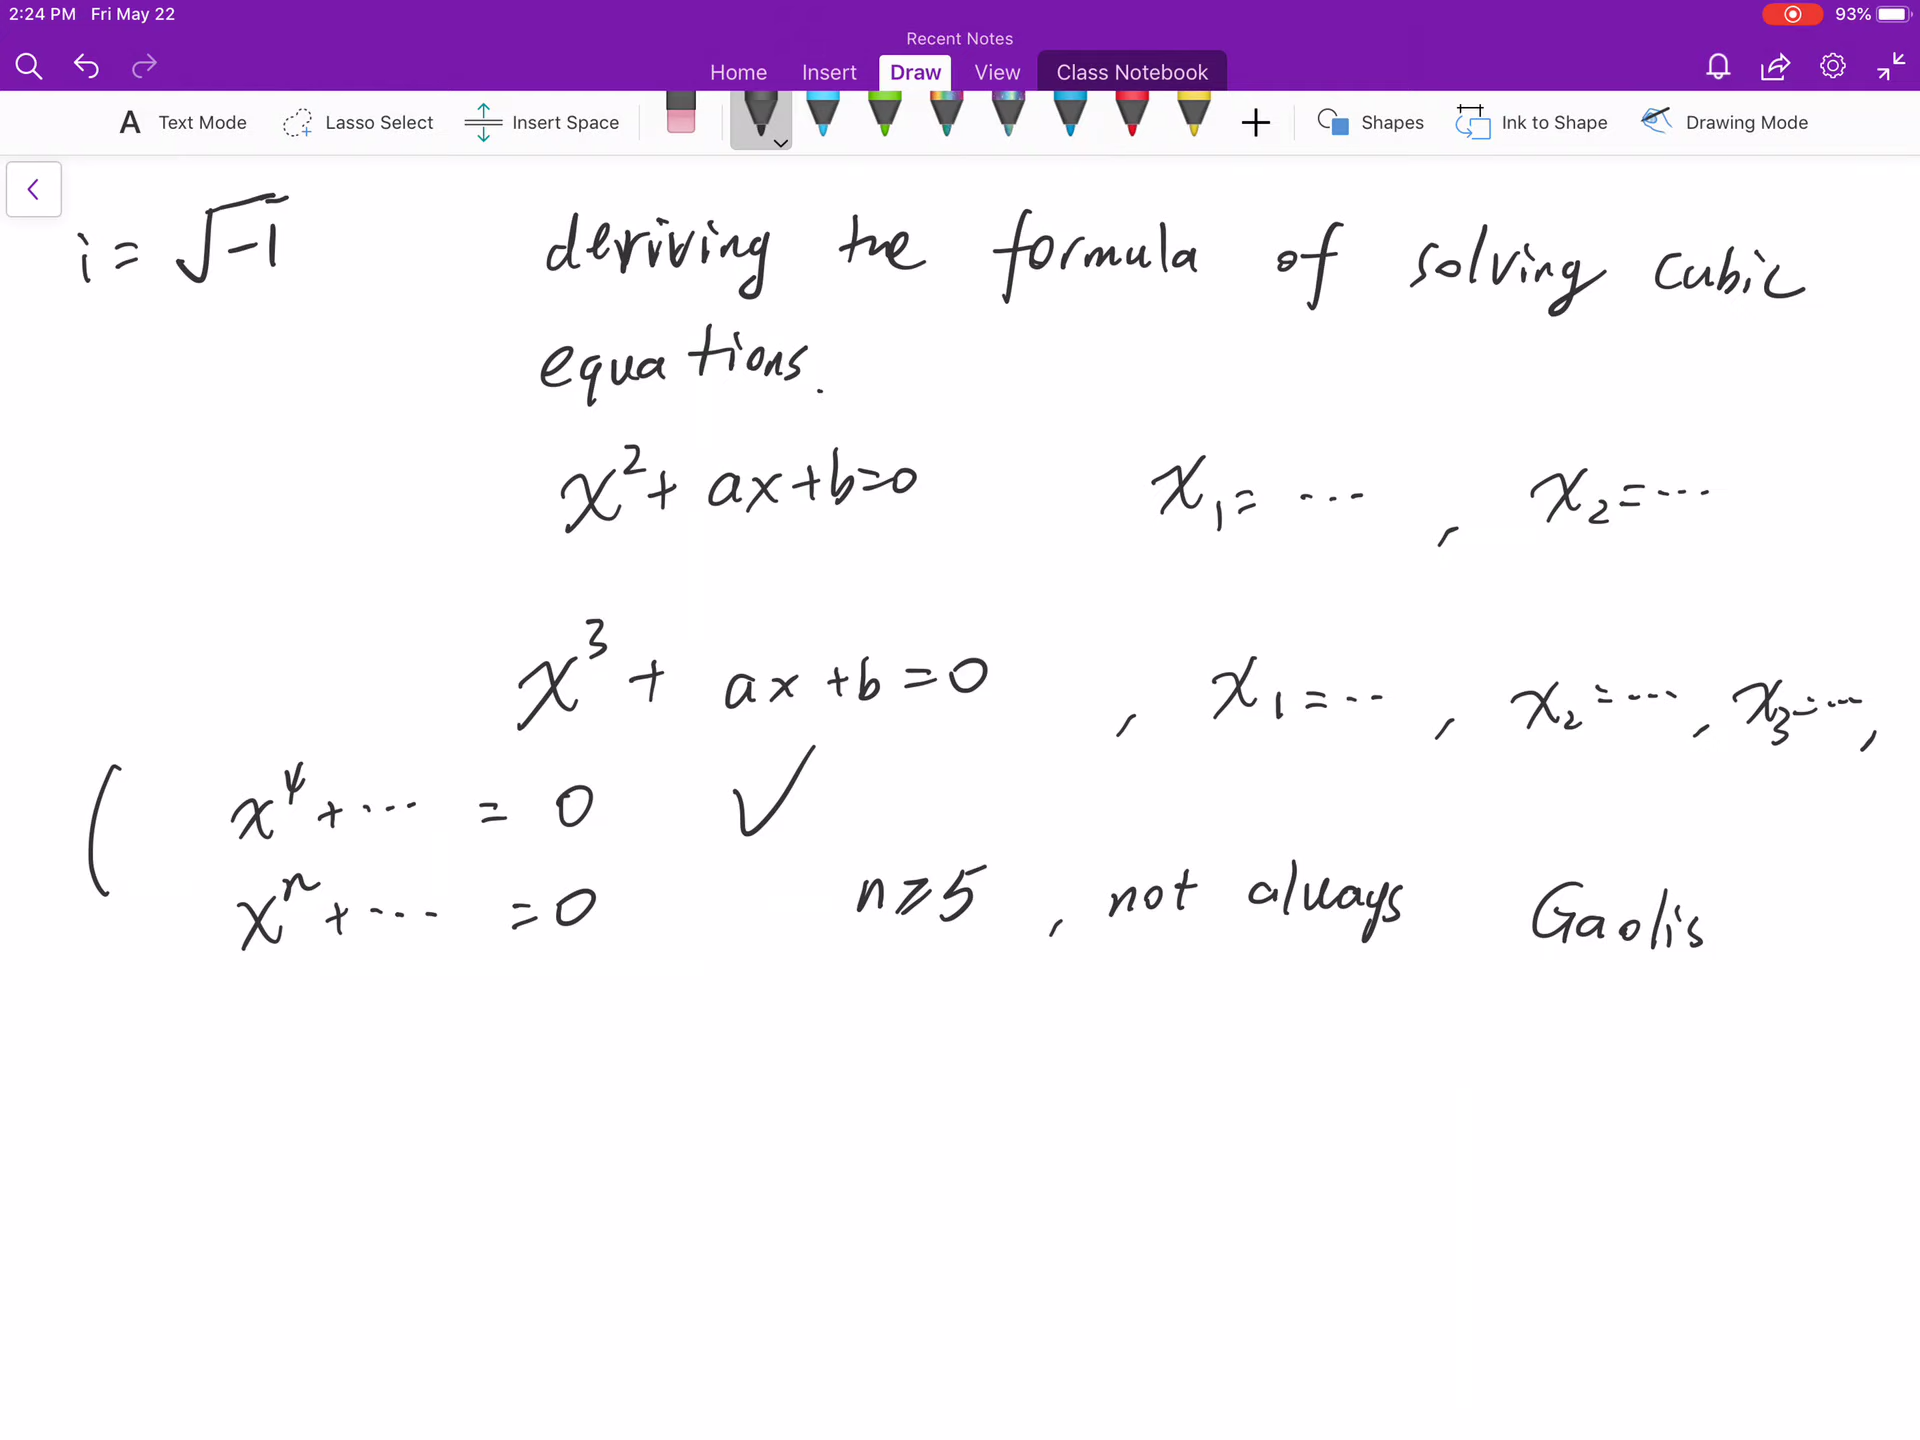 2:24 PM Fri May 22 93%
Recent Notes
Home Insert Draw View Class Notebook
A Text Mode Lasso Select Insert Space Shapes Ink to Shape Drawing Mode
i = √-1 deriving the formula of solving cubic
equations.
x² + ax + b = 0 x₁ = ... , x₂ = ...
x³ + ax + b = 0 , x₁ = ... , x₂ = ... , x₃ = ... ,
( x⁴ + ... = 0 ✓
xⁿ + ... = 0 n ⩾ 5 , not always Gaolis